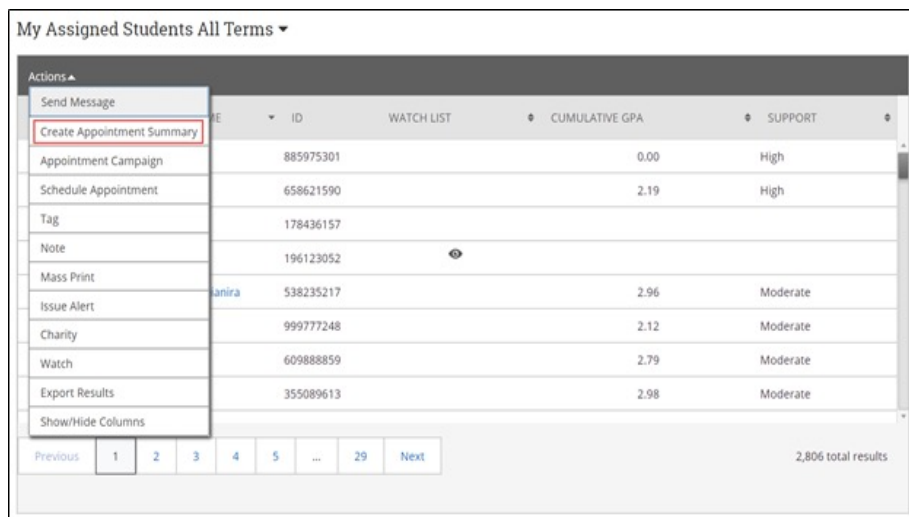 My Assigned Students All Terms
Actions
Send Message
Create Appointment Summary
Appointment Campaign
Schedule Appointment
Tag
Note
Mass Print
Issue Alert
Charity
Watch
Export Results
Show/Hide Columns
ID WATCH LIST CUMULATIVE GPA SUPPORT
885975301 0.00 High
658621590 2.19 High
178436157
196123052
538235217 2.96 Moderate
999777248 2.12 Moderate
609888859 2.79 Moderate
355089613 2.98 Moderate
Previous 1 2 3 4 5 ... 29 Next 2,806 total results